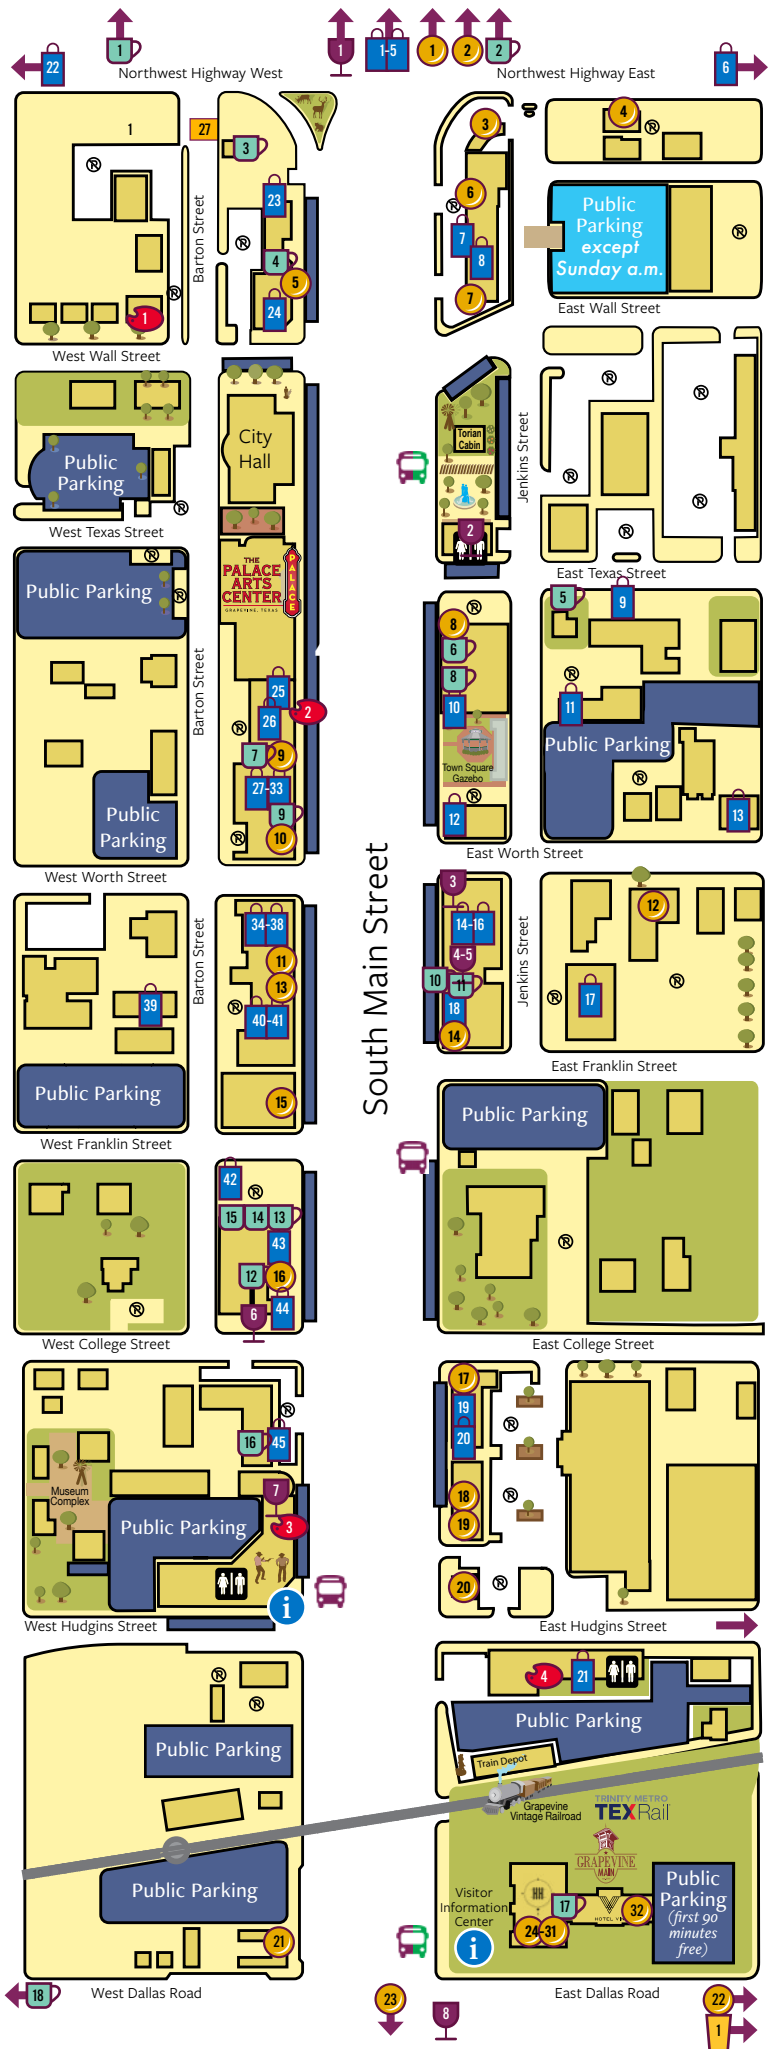 1
1
1-5
1
2
2
22
Northwest Highway West
Northwest Highway East
6
1
27
3
3
4
R
R
23
6
R
7
8
Public
Parking
except
Sunday a.m.
R
Barton Street
R
4
5
24
7
R
1
East Wall Street
West Wall Street
R
R
City
Hall
Torian
Cabin
Jenkins Street
Public
Parking
R
R
R
R
2
West Texas Street
East Texas Street
R
THE
PALACE
ARTS
CENTER
GRAPEVINE, TEXAS
PALACE
Public Parking
R
5
9
R
8
6
8
Barton Street
25
26
2
10
R
11
R
7
9
Public Parking
Town Square
Gazebo
27-33
R
R
9
13
Public
Parking
R
10
12
East Worth Street
West Worth Street
South Main Street
3
12
34-38
14-16
Barton Street
11
4-5
Jenkins Street
13
10
11
R
39
R
40-41
18
R
17
14
East Franklin Street
Public Parking
15
Public Parking
West Franklin Street
42
R
15
14
13
43
R
12
16
R
6
44
West College Street
East College Street
17
R
19
R
16
45
20
7
Museum
Complex
18
R
Public Parking
3
19
20
R
i
West Hudgins Street
East Hudgins Street
R
4
21
R
Public Parking
Public Parking
Train Depot
Grapevine
Vintage Railroad
TRINITY METRO
TEXRail
GRAPEVINE
MAIN
Public Parking
Visitor
Information
Center
i
17
24-31
32
Public
Parking
(first 90
minutes
free)
21
18
West Dallas Road
East Dallas Road
23
8
22
1